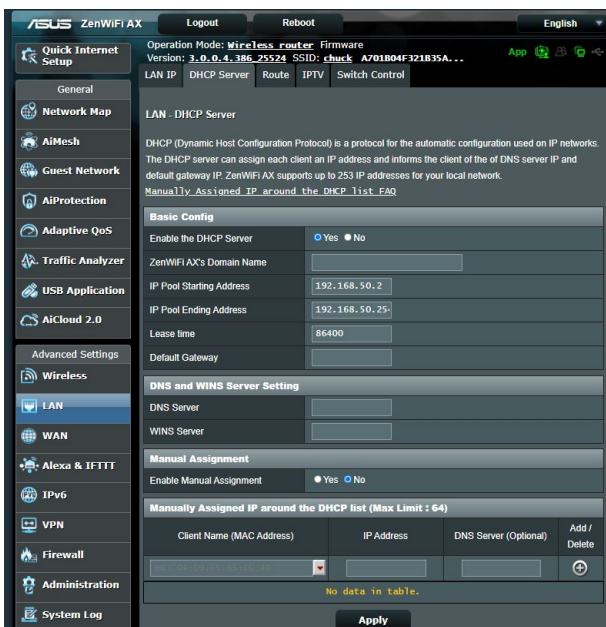 ASUS ZenWiFi AX Logout Reboot English
Quick Internet Setup
Operation Mode: Wireless router Firmware
Version: 3.0.0.4.386_25524 SSID: chuck A701B04F321B35A... App
LAN IP DHCP Server Route IPTV Switch Control
General
Network Map
AiMesh
Guest Network
AiProtection
Adaptive QoS
Traffic Analyzer
USB Application
AiCloud 2.0
Advanced Settings
Wireless
LAN
WAN
Alexa & IFTTT
IPv6
VPN
Firewall
Administration
System Log
LAN - DHCP Server
DHCP (Dynamic Host Configuration Protocol) is a protocol for the automatic configuration used on IP networks.
The DHCP server can assign each client an IP address and informs the client of the of DNS server IP and
default gateway IP. ZenWiFi AX supports up to 253 IP addresses for your local network.
Manually Assigned IP around the DHCP list FAQ
Basic Config
Enable the DHCP Server Yes No
ZenWiFi AX's Domain Name
IP Pool Starting Address 192.168.50.2
IP Pool Ending Address 192.168.50.25
Lease time 86400
Default Gateway
DNS and WINS Server Setting
DNS Server
WINS Server
Manual Assignment
Enable Manual Assignment Yes No
Manually Assigned IP around the DHCP list (Max Limit : 64)
Client Name (MAC Address) IP Address DNS Server (Optional) Add / Delete
No data in table.
Apply